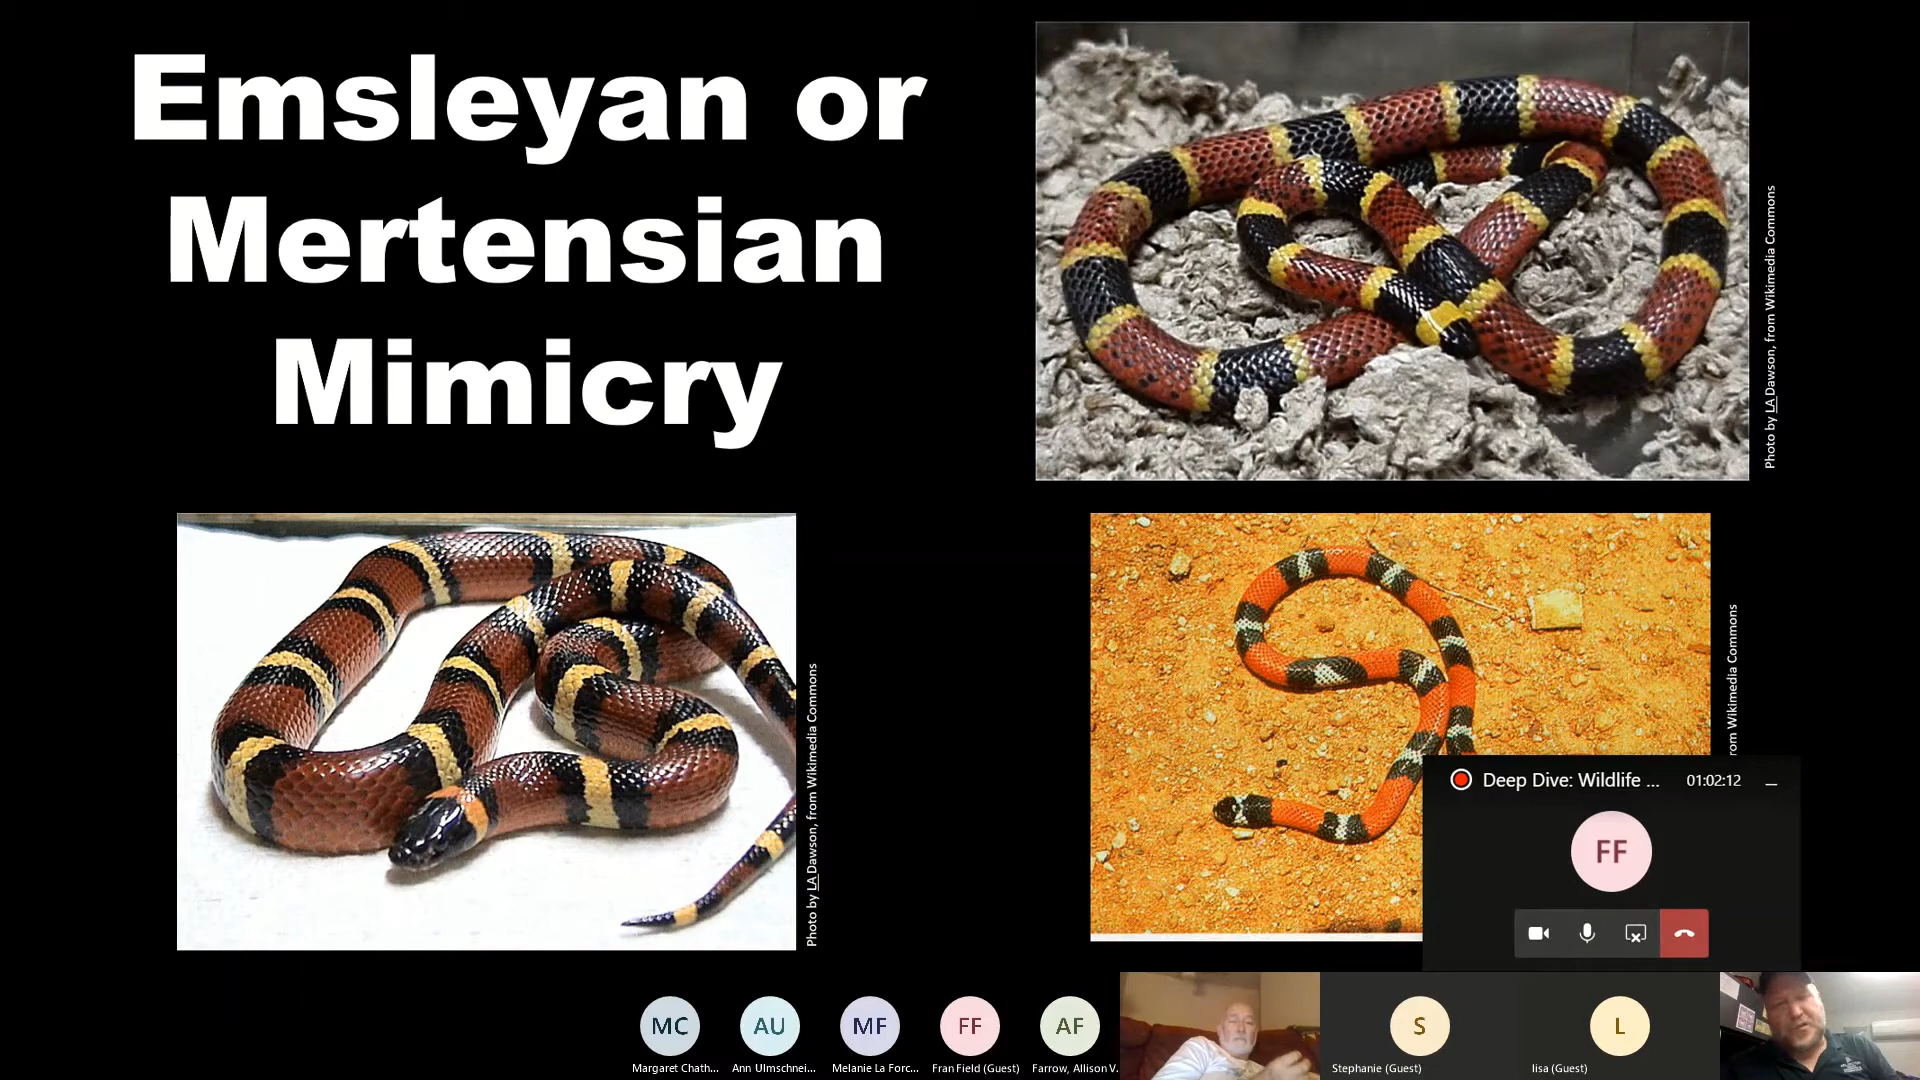 Emsleyan or
Mertensian
Mimicry
Photo by LA Dawson, from Wikimedia Commons
Photo by LA Dawson, from Wikimedia Commons
rom Wikimedia Commons
Deep Dive: Wildlife ...
01:02:12
FF
MC
AU
MF
FF
AF
S
L
Margaret Chath...
Ann Ulmschnei...
Melanie La Forc...
Fran Field (Guest)
Farrow, Allison V.
Stephanie (Guest)
lisa (Guest)